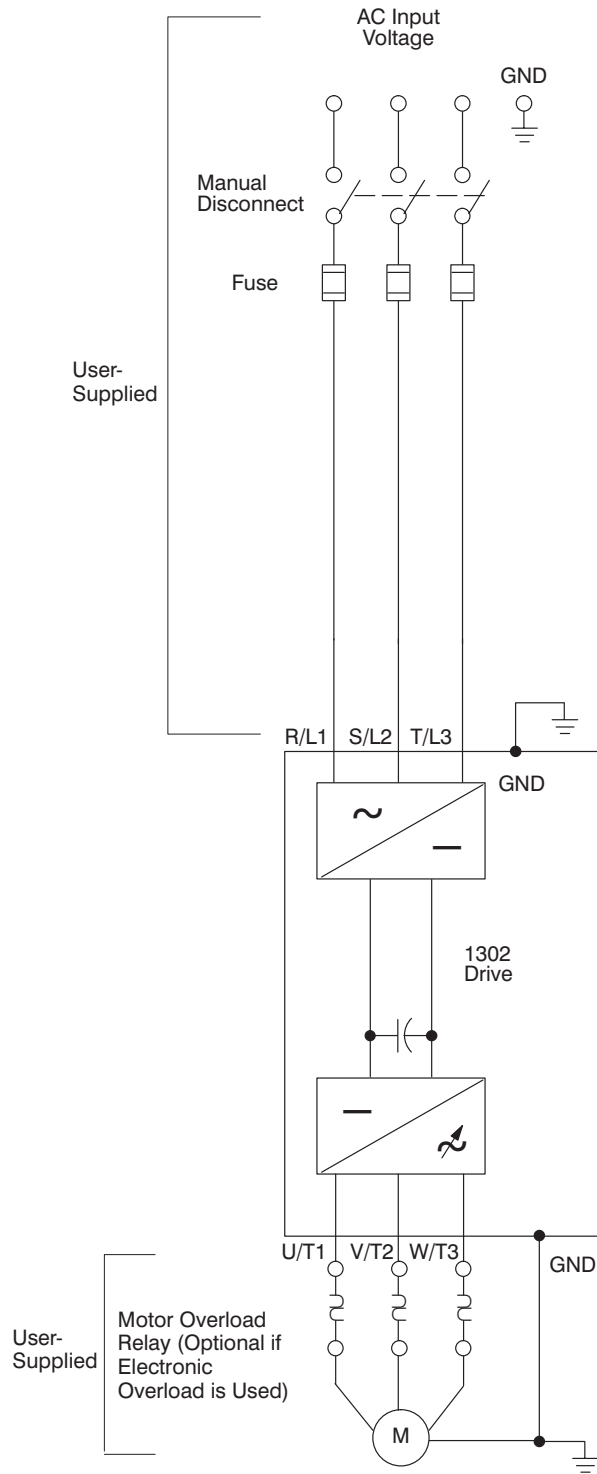 AC Input
Voltage
GND
Manual
Disconnect
Fuse
User-
Supplied
R/L1 S/L2 T/L3
GND
1302
Drive
U/T1 V/T2 W/T3
GND
User-
Supplied
Motor Overload
Relay (Optional if
Electronic
Overload is Used)
M